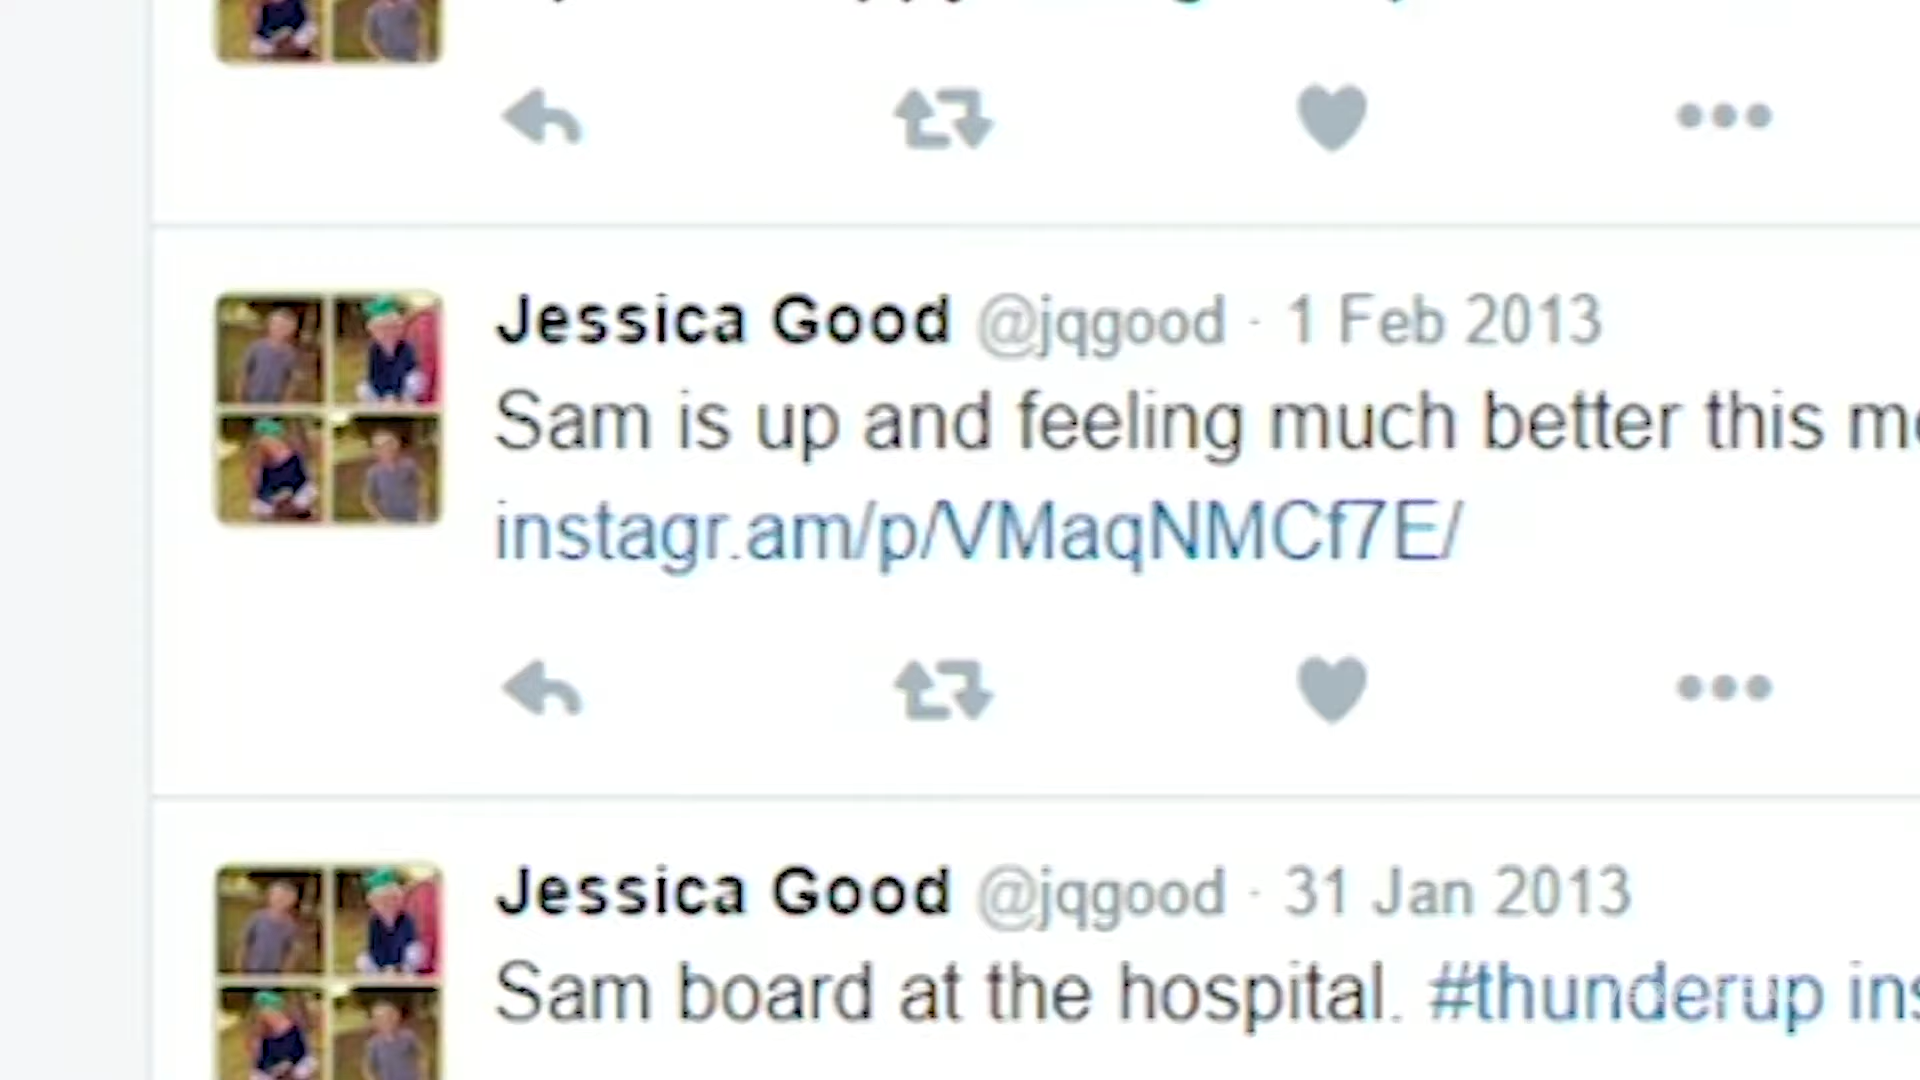 Jessica Good @jqgood · 1 Feb 2013
Sam is up and feeling much better this
instagr.am/p/VMaqNMCf7E/
Jessica Good @jqgood · 31 Jan 2013
Sam board at the hospital. #thunderup